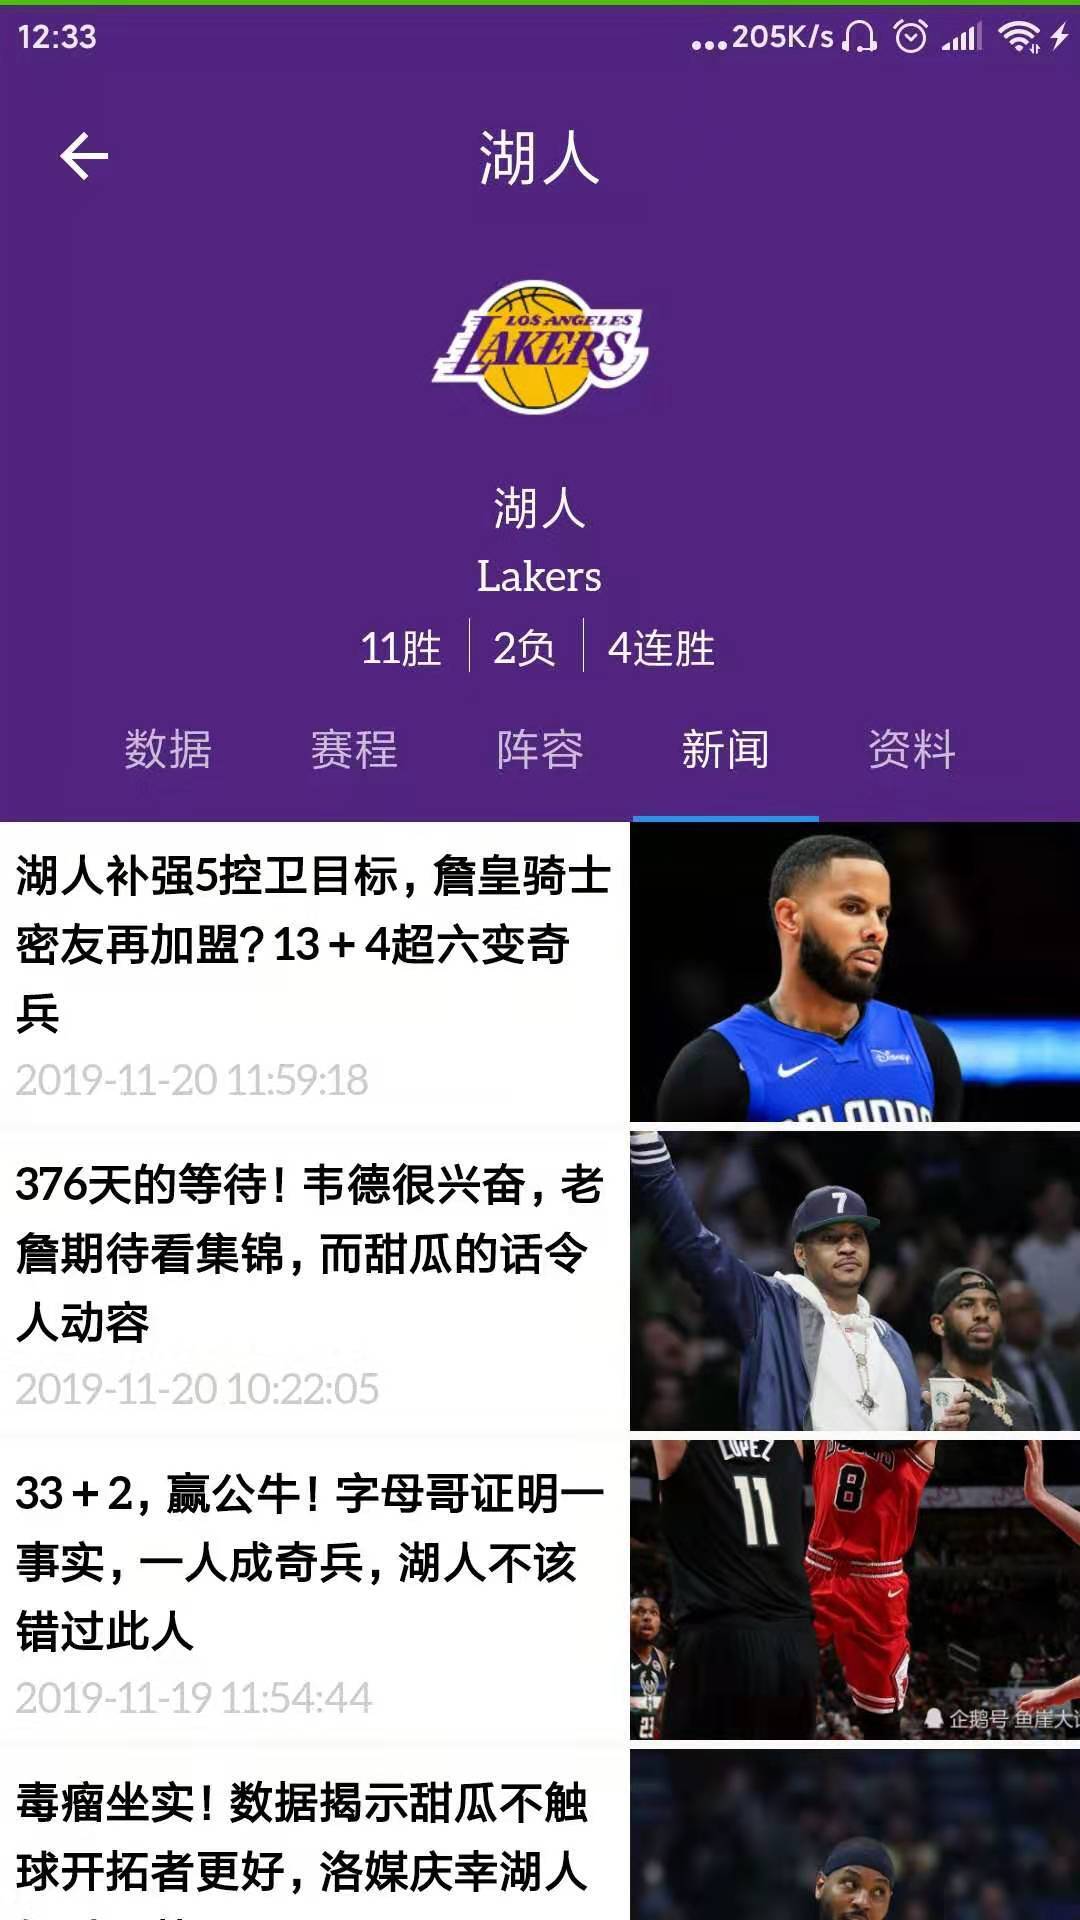 12:33
...205K/s
湖人
LOS ANGELES
LAKERS
湖人
Lakers
11胜 2负 4连胜
数据 赛程 阵容 新闻 资料
湖人补强5控卫目标，詹皇骑士
密友再加盟？13＋4超六变奇
兵
2019-11-20 11:59:18
Disney
376天的等待！韦德很兴奋，老
詹期待看集锦，而甜瓜的话令
人动容
2019-11-20 10:22:05
7
33＋2，赢公牛！字母哥证明一
事实，一人成奇兵，湖人不该
错过此人
2019-11-19 11:54:44
LOPEZ
11
8
企鹅号 鱼崖大
毒瘤坐实！数据揭示甜瓜不触
球开拓者更好，洛媒庆幸湖人